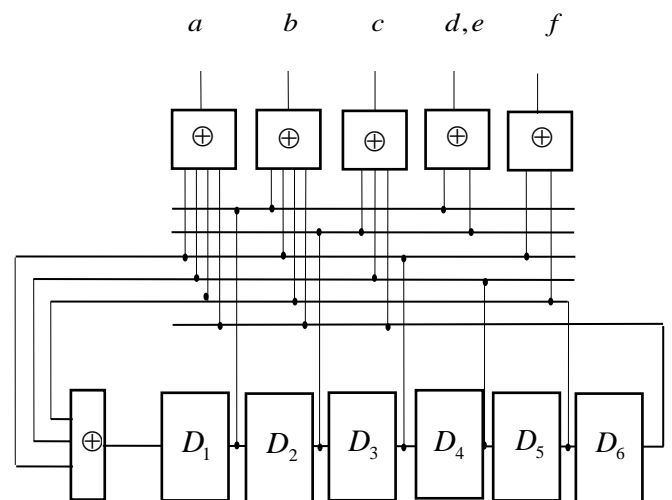 a b c d,e f
⊕ ⊕ ⊕ ⊕ ⊕
⊕ D₁ D₂ D₃ D₄ D₅ D₆